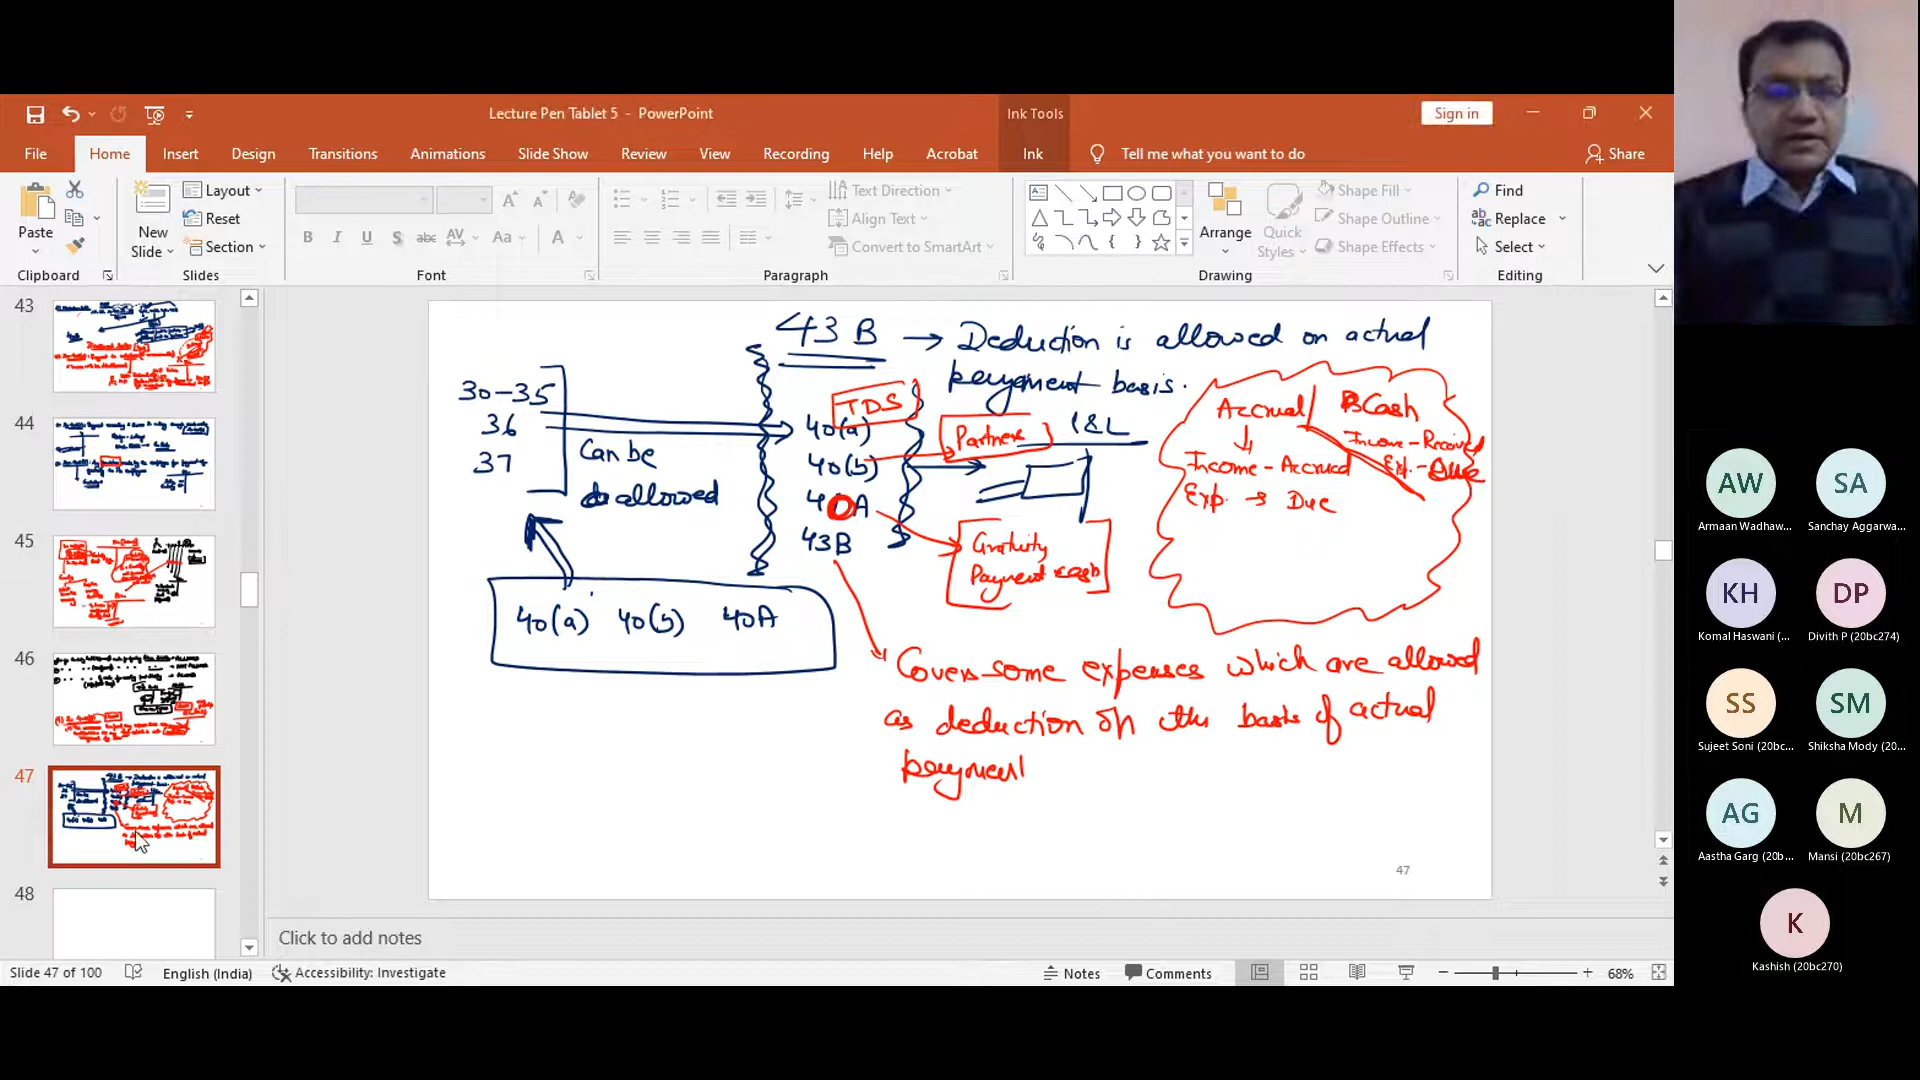 Lecture Pen Tablet 5 - PowerPoint
Ink Tools
Sign in
File
Home
Insert
Design
Transitions
Animations
Slide Show
Review
View
Recording
Help
Acrobat
Ink
Tell me what you want to do
Share
Paste
Clipboard
New Slide
Layout
Reset
Section
Slides
Font
Text Direction
Align Text
Convert to SmartArt
Paragraph
Arrange
Quick Styles
Shape Fill
Shape Outline
Shape Effects
Drawing
Find
Replace
Select
Editing
43
44
45
46
47
48
43 B → Deduction is allowed on actual
payment basis.
30-35
36
37
Can be
allowed
TDS
40(a)
40(b)
40A
43B
Partner
Gratuity
Payment cash
Accrual
Cash
Income - Accrued
Exp. → Due
Income - Received
Exp. -
40(a) 40(b) 40A
Covers some expenses which are allowed
as deduction on the basis of actual
payment
47
Click to add notes
Slide 47 of 100
English (India)
Accessibility: Investigate
Notes
Comments
68%
AW
Armaan Wadhaw...
SA
Sanchay Aggarwa...
KH
Komal Haswani (...
DP
Divith P (20bc274)
SS
Sujeet Soni (20bc...
SM
Shiksha Mody (20...
AG
Aastha Garg (20b...
M
Mansi (20bc267)
K
Kashish (20bc270)